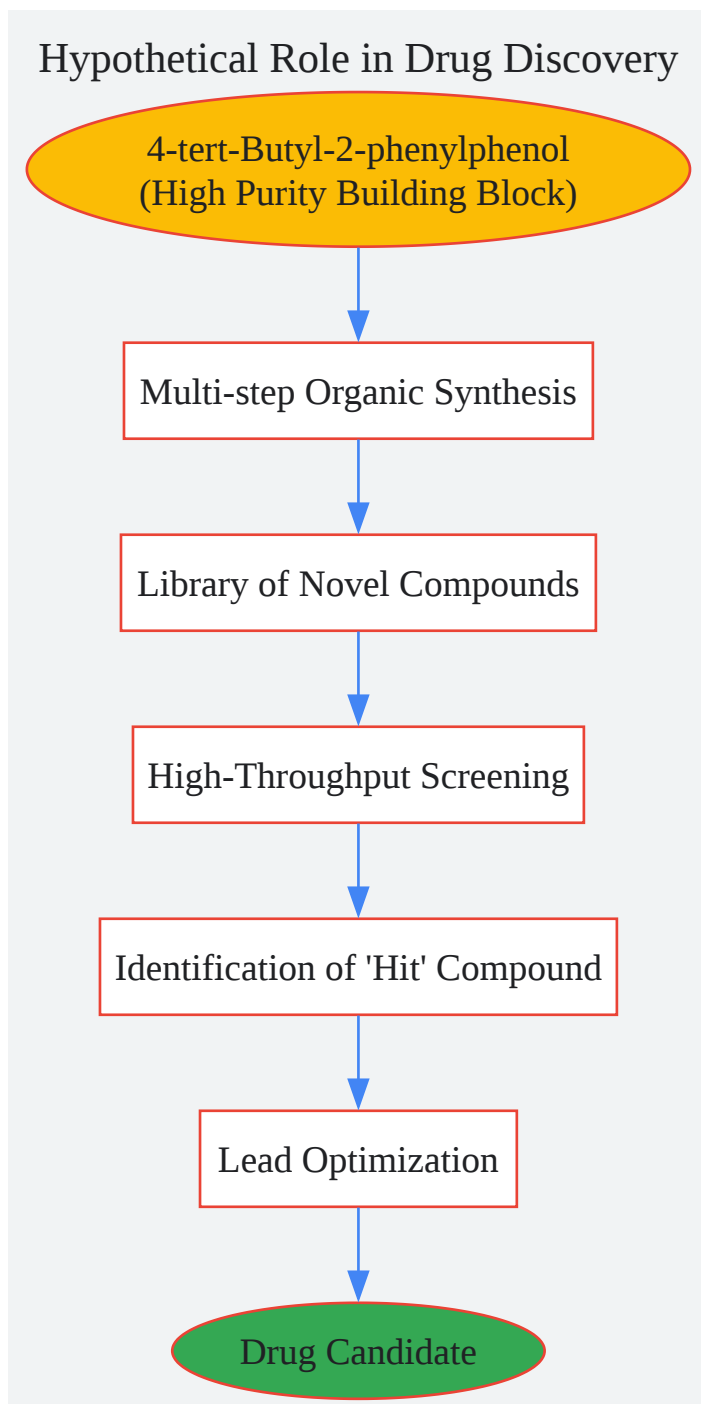 Hypothetical Role in Drug Discovery
4-tert-Butyl-2-phenylphenol
(High Purity Building Block)
Multi-step Organic Synthesis
Library of Novel Compounds
High-Throughput Screening
Identification of 'Hit' Compound
Lead Optimization
Drug Candidate